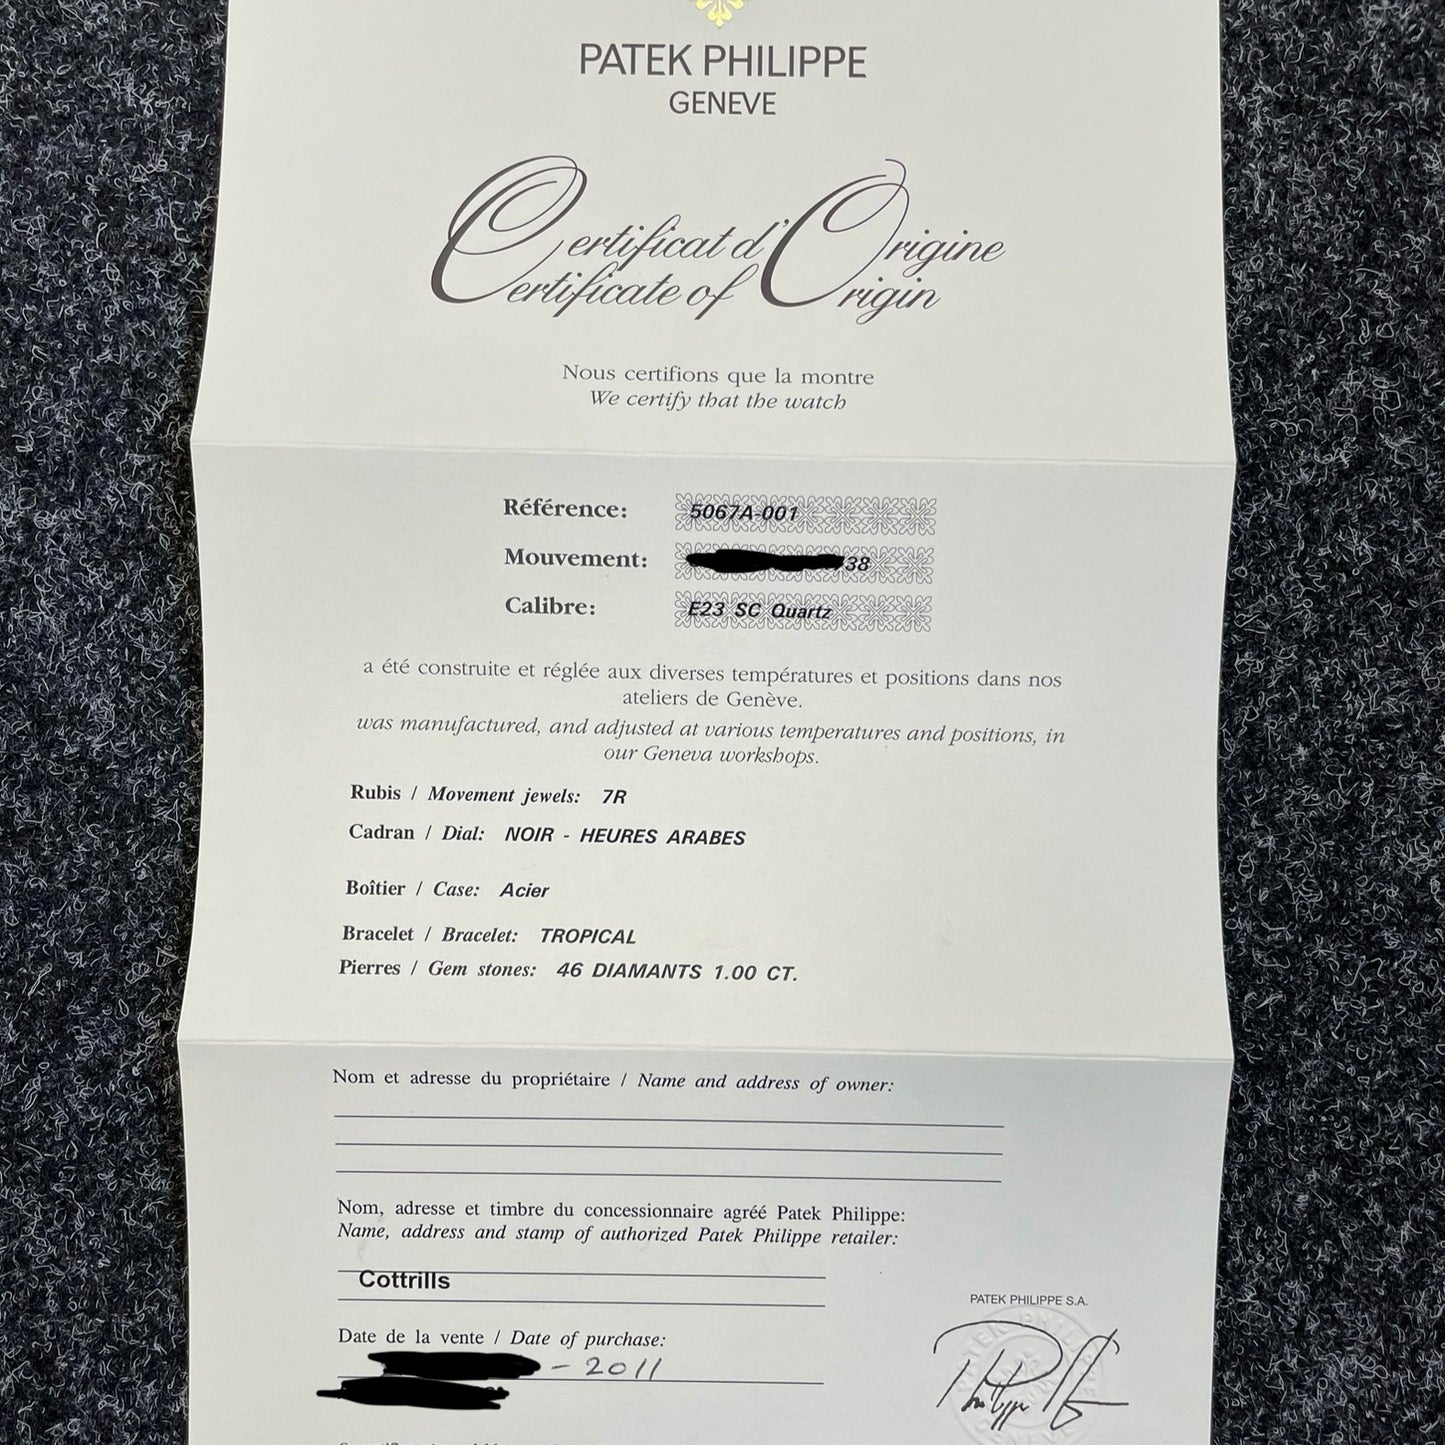 PATEK PHILIPPE
GENEVE
Certificat d'Origine
Certificate of Origin
Nous certifions que la montre
We certify that the watch
Référence: 5067A-001
Mouvement: 738
Calibre: E23 SC Quartz
a été construite et réglée aux diverses températures et positions dans nos
ateliers de Genève.
was manufactured, and adjusted at various temperatures and positions, in
our Geneva workshops.
Rubis / Movement jewels: 7R
Cadran / Dial: NOIR - HEURES ARABES
Boîtier / Case: Acier
Bracelet / Bracelet: TROPICAL
Pierres / Gem stones: 46 DIAMANTS 1.00 CT.
Nom et adresse du propriétaire / Name and address of owner:
Nom, adresse et timbre du concessionnaire agréé Patek Philippe:
Name, address and stamp of authorized Patek Philippe retailer:
Cottrills
PATEK PHILIPPE S.A.
Date de la vente / Date of purchase:
- 2011